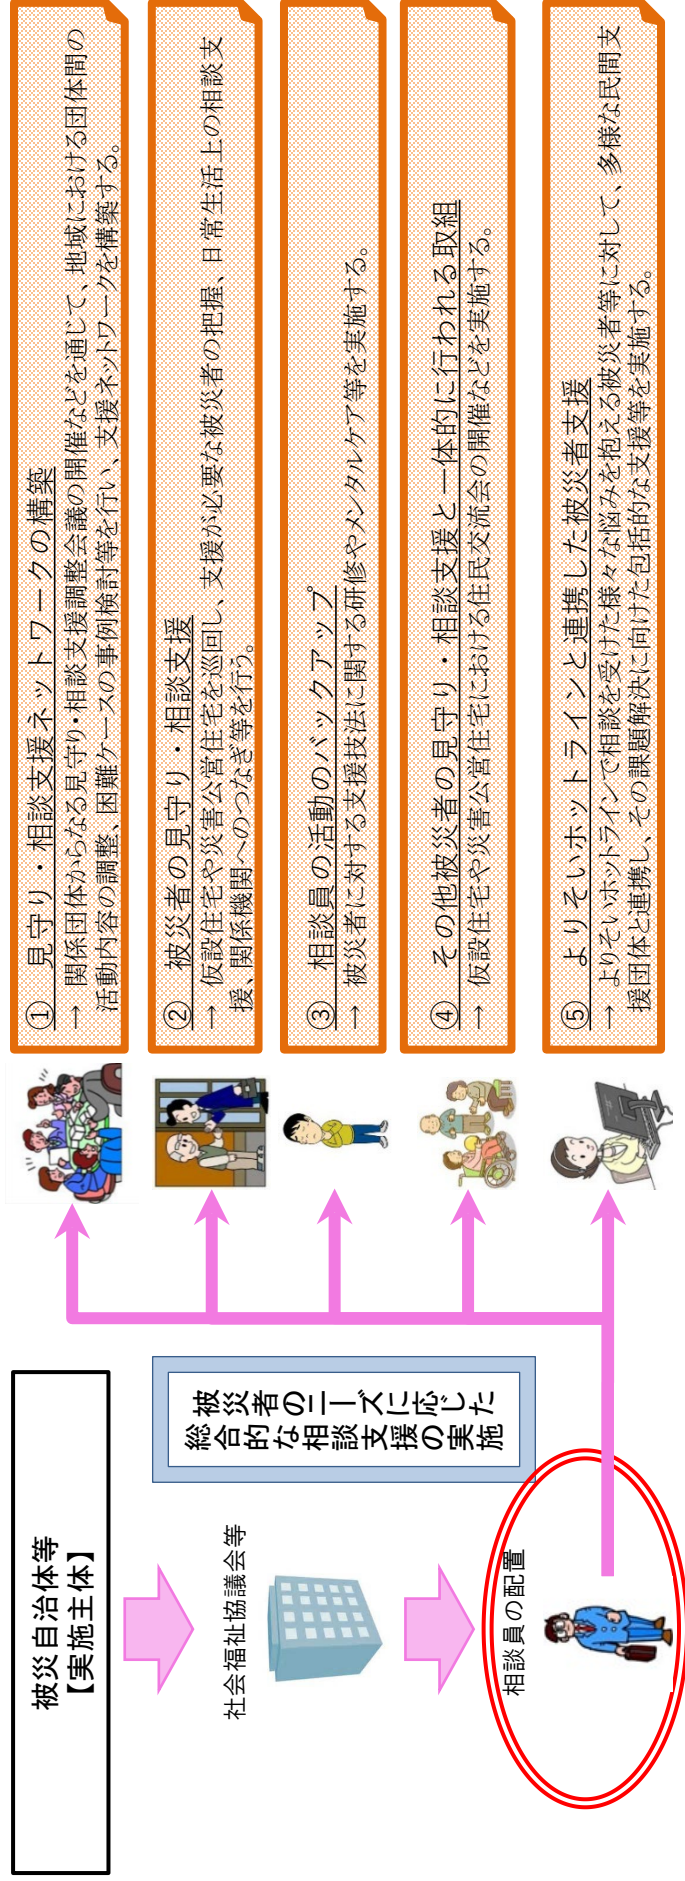 被災自治体等
【実施主体】
社会福祉協議会等
相談員の配置
被災者のニーズに応じた
総合的な相談支援の実施
① 見守り・相談支援ネットワークの構築
→ 関係団体からなる見守り・相談支援調整会議の開催などを通じて、地域における団体間の
活動内容の調整、困難ケースの事例検討等を行い、支援ネットワークを構築する。
② 被災者の見守り・相談支援
→ 仮設住宅や災害公営住宅を巡回し、支援が必要な被災者の把握、日常生活上の相談支
援、関係機関へのつなぎ等を行う。
③ 相談員の活動のバックアップ
→ 被災者に対する支援技法に関する研修やメンタルケア等を実施する。
④ その他被災者の見守り・相談支援と一体的に行われる取組
→ 仮設住宅や災害公営住宅における住民交流会の開催などを実施する。
⑤ よりそいホットラインと連携した被災者支援
→ よりそいホットラインで相談を受けた様々な悩みを抱える被災者等に対して、多様な民間支
援団体と連携し、その課題解決に向けた包括的な支援等を実施する。